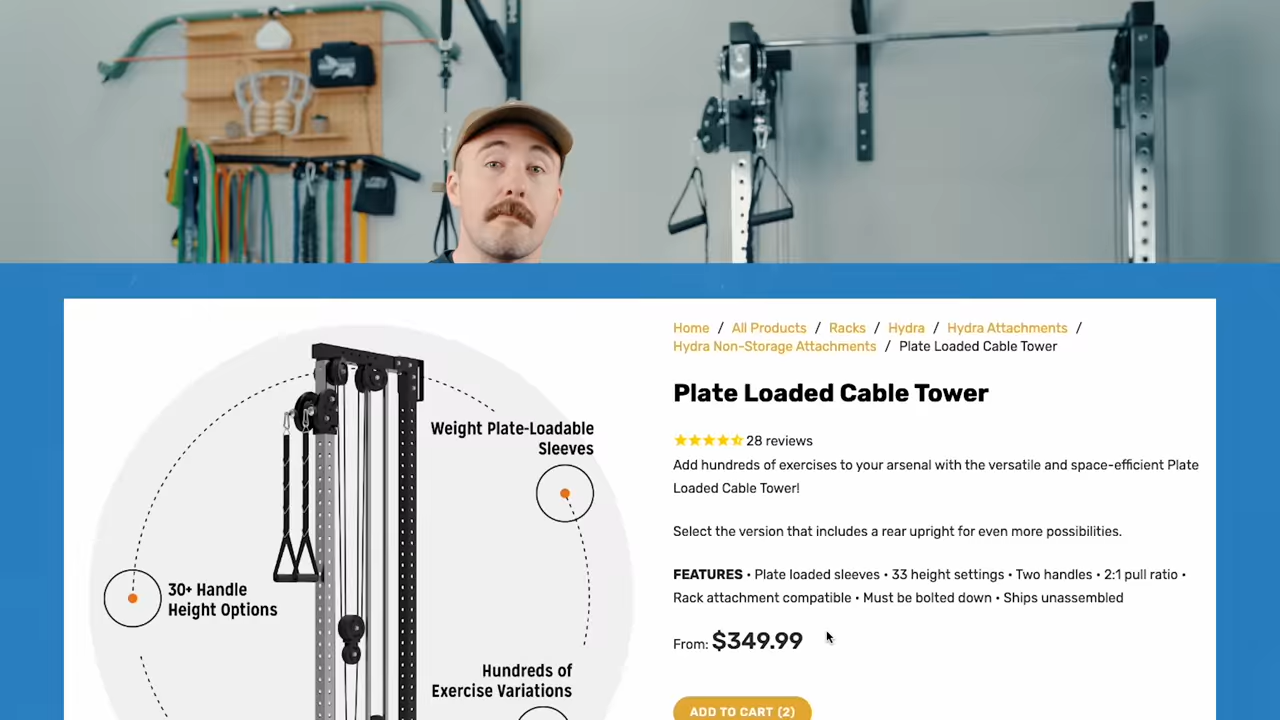 Home / All Products / Racks / Hydra / Hydra Attachments /
Hydra Non-Storage Attachments / Plate Loaded Cable Tower
Plate Loaded Cable Tower
28 reviews
Add hundreds of exercises to your arsenal with the versatile and space-efficient Plate
Loaded Cable Tower!
Select the version that includes a rear upright for even more possibilities.
FEATURES • Plate loaded sleeves • 33 height settings • Two handles • 2:1 pull ratio •
Rack attachment compatible • Must be bolted down • Ships unassembled
From: $349.99
ADD TO CART (2)
Weight Plate-Loadable
Sleeves
30+ Handle
Height Options
Hundreds of
Exercise Variations